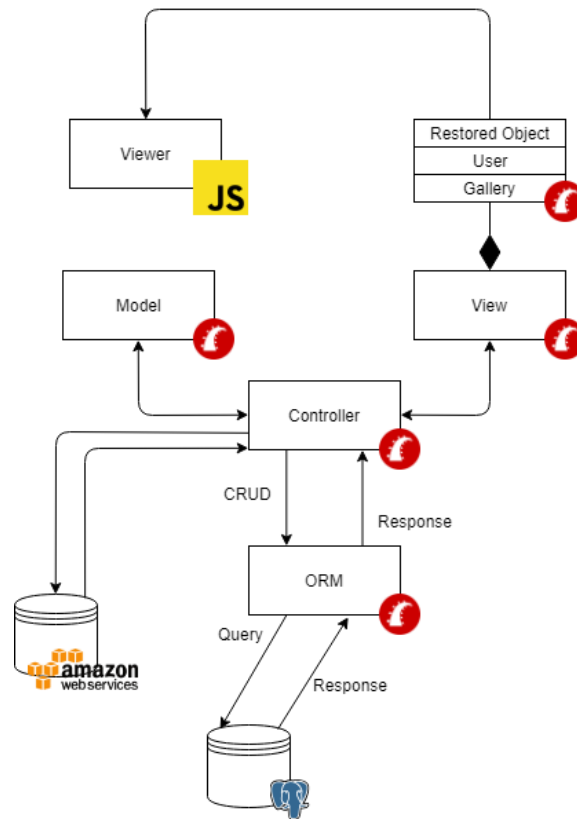 Restored Object
Viewer
User
JS
Gallery
Model
View
Controller
CRUD
Response
ORM
Query
amazon
webservices
Response